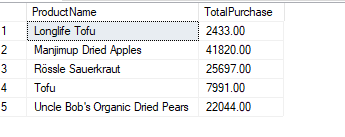 ProductName TotalPurchase
1 Longlife Tofu 2433.00
2 Manjimup Dried Apples 41820.00
3 Rössle Sauerkraut 25697.00
4 Tofu 7991.00
5 Uncle Bob's Organic Dried Pears 22044.00